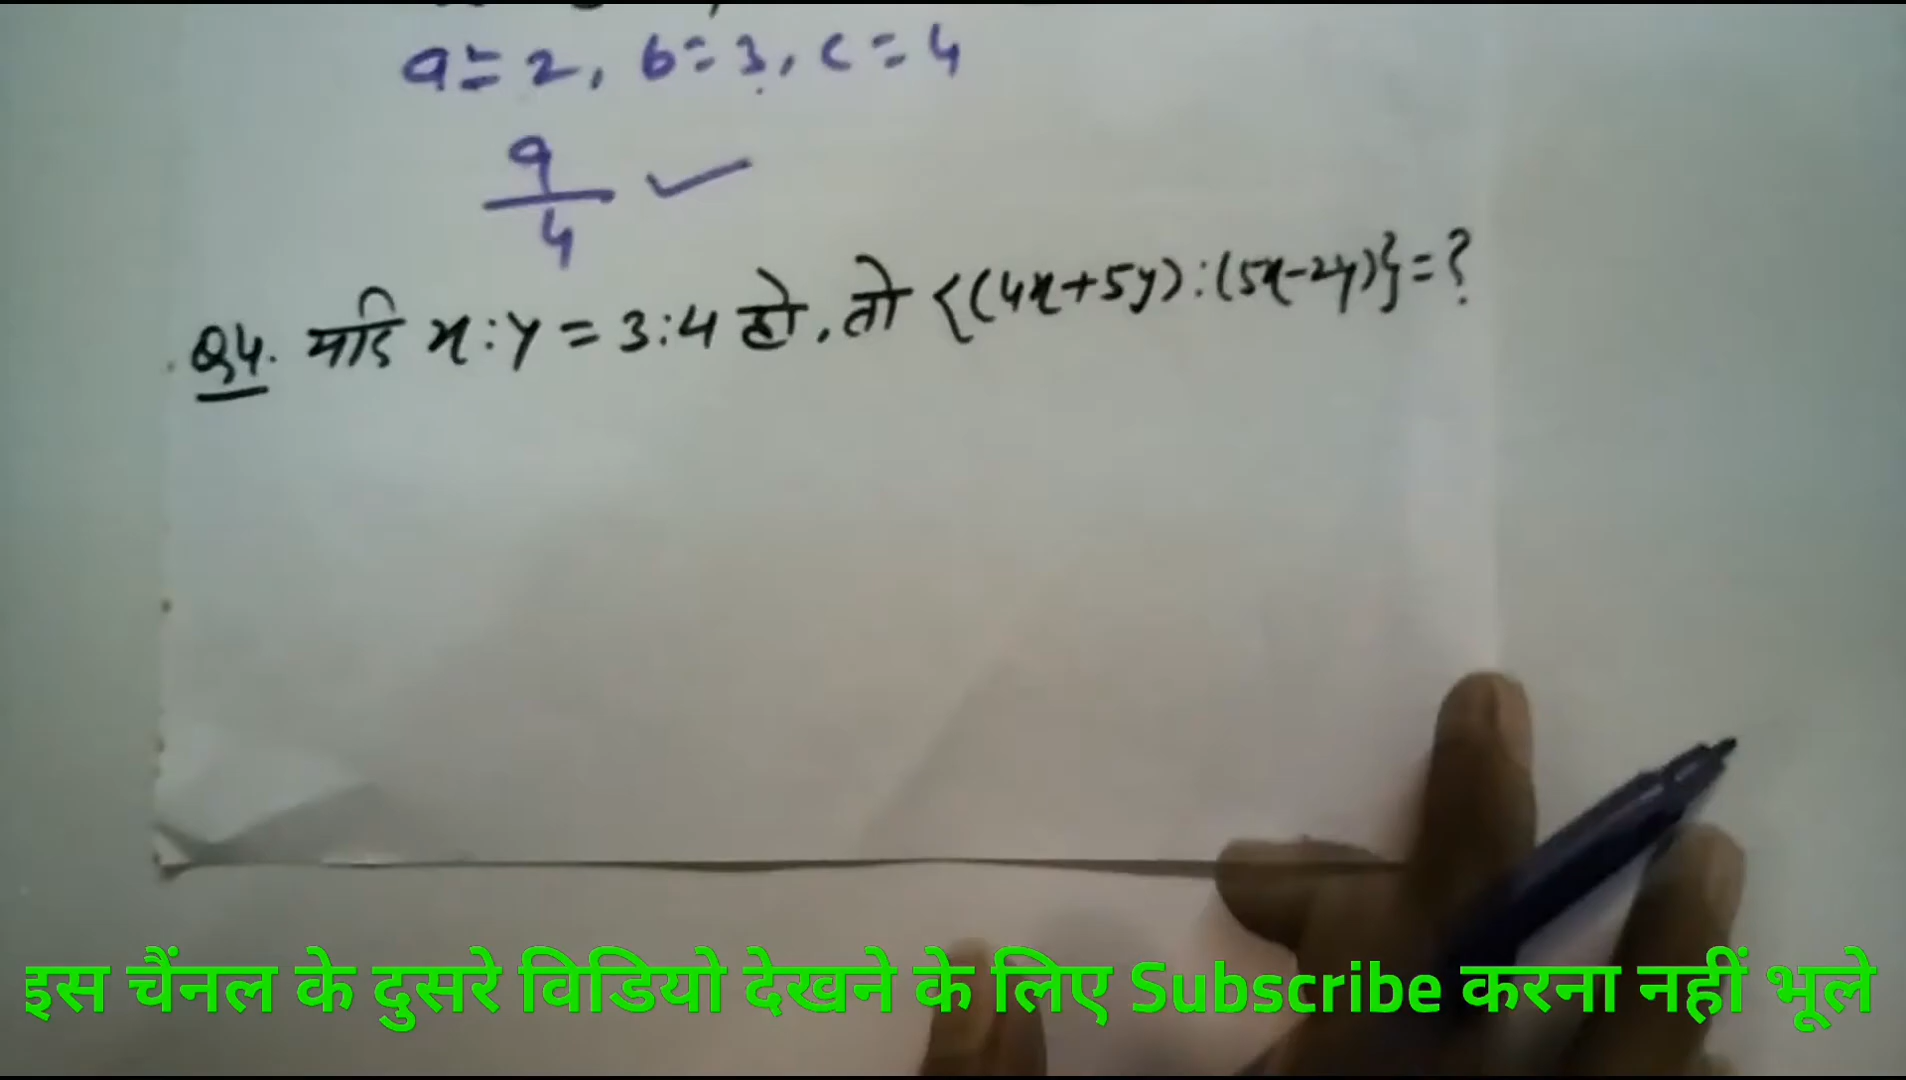 a = 2, b = 3, c = 4
9
4
Q4. यदि x : y = 3:4 हो, तो {(4x+5y) : (5x-2y)} = ?
इस चैंनल के दुसरे विडियो देखने के लिए Subscribe करना नहीं भूले